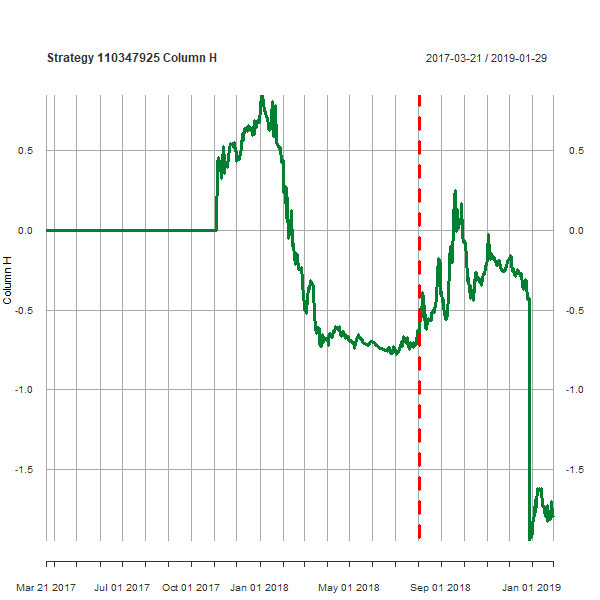 Strategy 110347925 Column H
2017-03-21 / 2019-01-29
0.5 0.5
0.0 0.0
-0.5 -0.5
-1.0 -1.0
-1.5 -1.5
Column H
Mar 21 2017 Jul 01 2017 Oct 01 2017 Jan 01 2018 May 01 2018 Sep 01 2018 Jan 01 2019